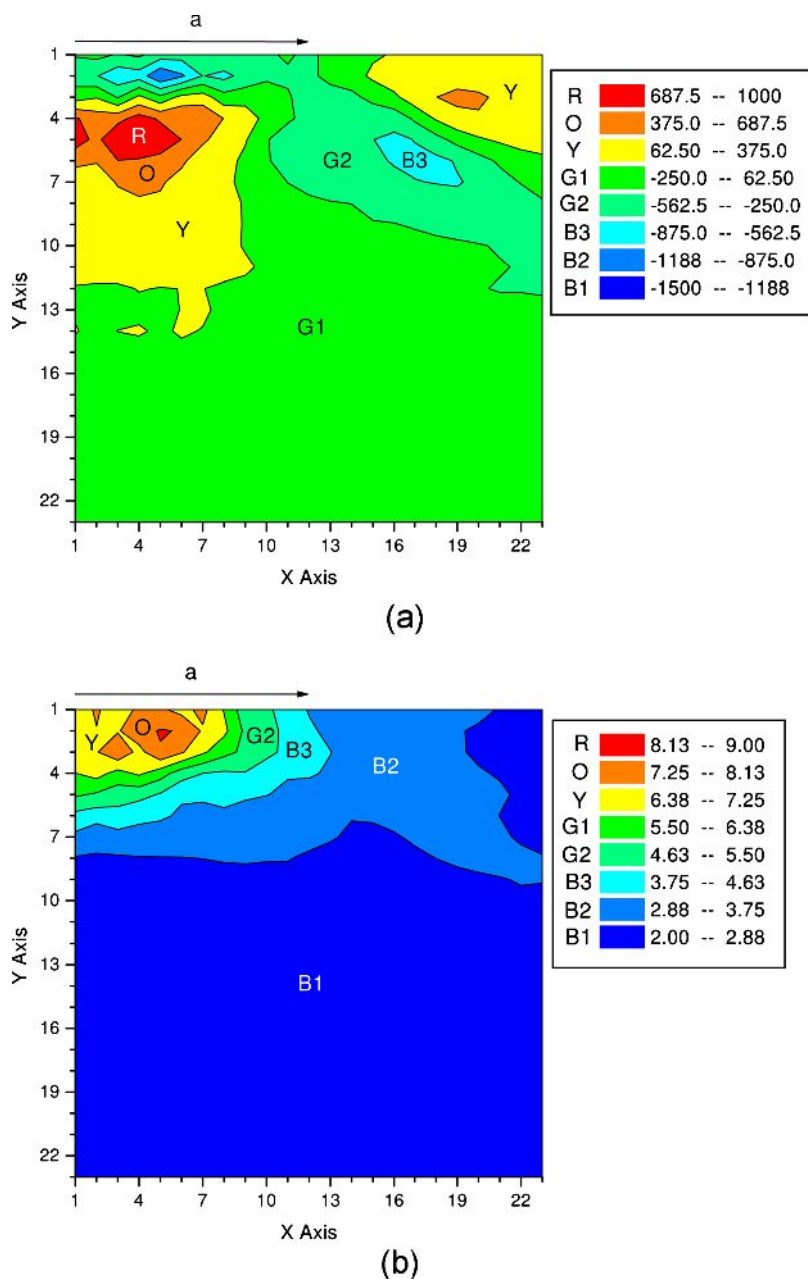 a
1
4
7
10
13
16
19
22
Y Axis
R
O
Y
G1
G2
B3
Y
1 4 7 10 13 16 19 22
X Axis
R 687.5 -- 1000
O 375.0 -- 687.5
Y 62.50 -- 375.0
G1 -250.0 -- 62.50
G2 -562.5 -- -250.0
B3 -875.0 -- -562.5
B2 -1188 -- -875.0
B1 -1500 -- -1188
(a)
a
1
4
7
10
13
16
19
22
Y Axis
Y
O
G2
B3
B2
B1
1 4 7 10 13 16 19 22
X Axis
R 8.13 -- 9.00
O 7.25 -- 8.13
Y 6.38 -- 7.25
G1 5.50 -- 6.38
G2 4.63 -- 5.50
B3 3.75 -- 4.63
B2 2.88 -- 3.75
B1 2.00 -- 2.88
(b)